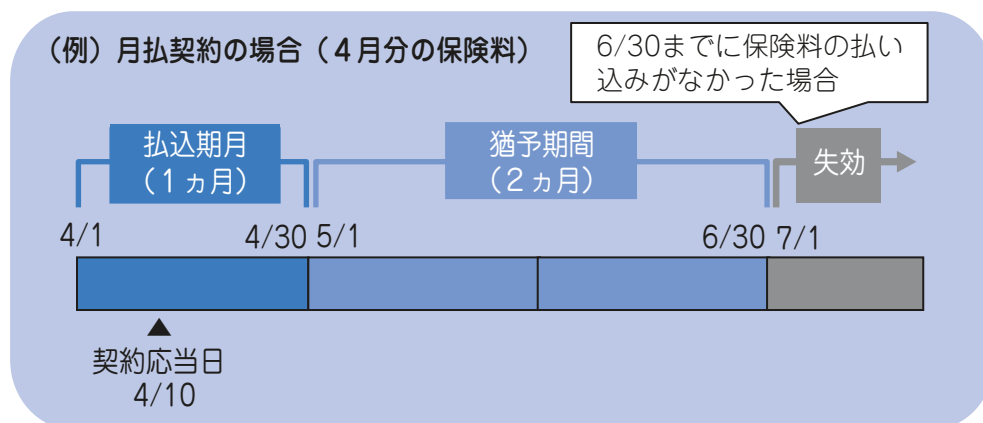 （例）月払契約の場合（４月分の保険料）
6/30までに保険料の払い
込みがなかった場合
払込期月
（１ヵ月）
猶予期間
（２ヵ月）
失効
4/1
4/30
5/1
6/30
7/1
契約応当日
4/10